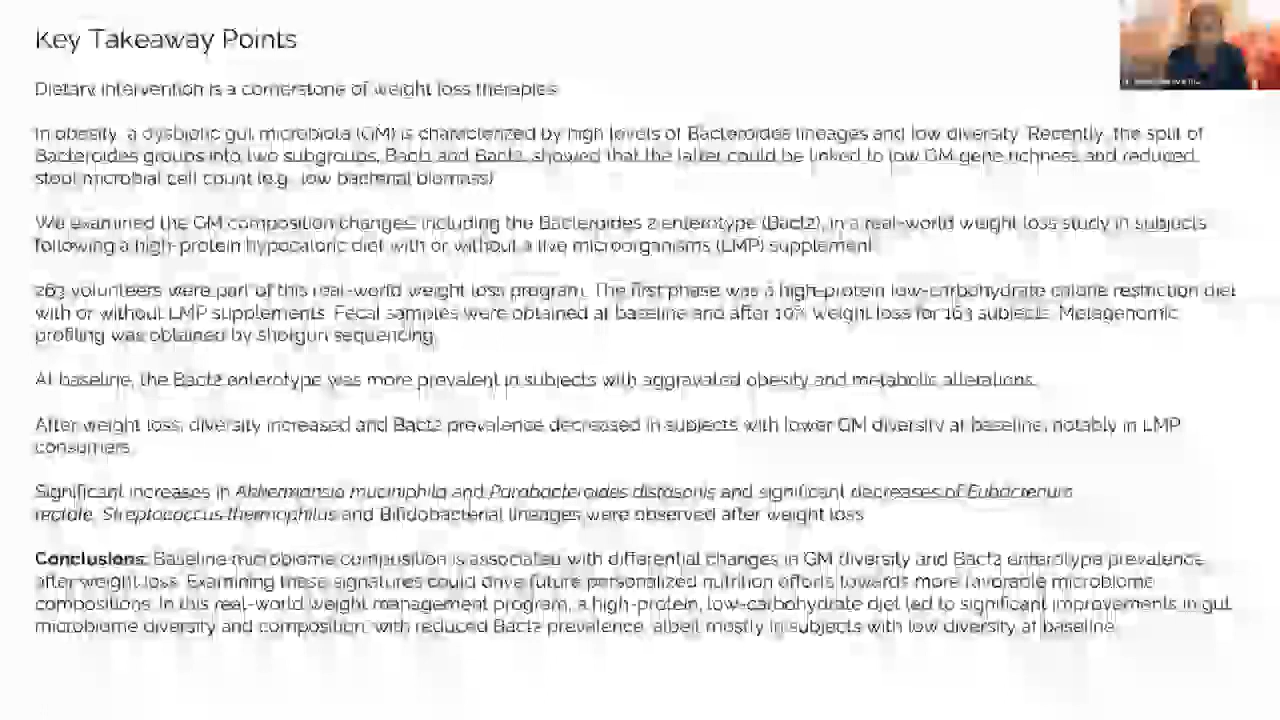 Key Takeaway Points
Dietary intervention is a cornerstone of weight loss therapies
In obesity, a dysbiotic gut microbiota (GM) is characterized by high levels of Bacteroides lineages and low diversity. Recently, the split of
Bacteroides groups into two subgroups, Bact1 and Bact2, showed that the latter could be linked to low GM gene richness and reduced
stool microbial cell count (e.g., low bacterial biomass)
We examined the GM composition changes, including the Bacteroides 2 enterotype (Bact2), in a real-world weight loss study in subjects
following a high-protein hypocaloric diet with or without a live microorganisms (LMP) supplement.
263 volunteers were part of this real-world weight loss program. The first phase was a high-protein low-carbohydrate calorie restriction diet
with or without LMP supplements. Fecal samples were obtained at baseline and after 10% weight loss for 163 subjects. Metagenomic
profiling was obtained by shotgun sequencing.
At baseline, the Bact2 enterotype was more prevalent in subjects with aggravated obesity and metabolic alterations.
After weight loss, diversity increased and Bact2 prevalence decreased in subjects with lower GM diversity at baseline, notably in LMP
consumers.
Significant increases in Akkermansia muciniphila and Parabacteroides distasonis and significant decreases of Eubacterium
rectale, Streptococcus thermophilus and Bifidobacterial lineages were observed after weight loss.
Conclusions: Baseline microbiome composition is associated with differential changes in GM diversity and Bact2 enterotype prevalence
after weight loss. Examining these signatures could drive future personalized nutrition efforts towards more favorable microbiome
compositions. In this real-world weight management program, a high-protein, low-carbohydrate diet led to significant improvements in gut
microbiome diversity and composition, with reduced Bact2 prevalence, albeit mostly in subjects with low diversity at baseline.